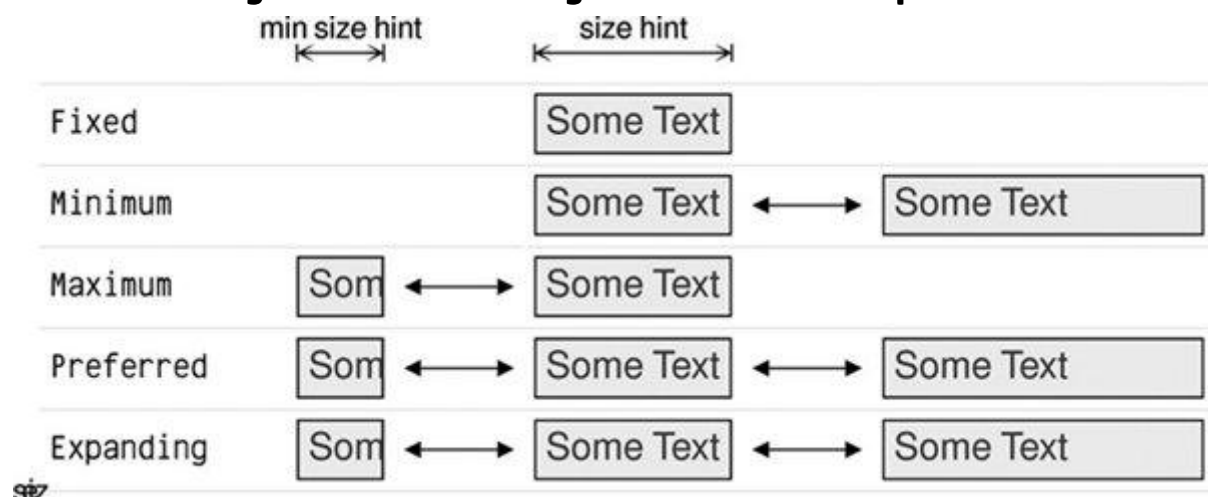 min size hint size hint
Fixed Some Text
Minimum Some Text Some Text
Maximum Som Some Text
Preferred Som Some Text Some Text
Expanding Som Some Text Some Text